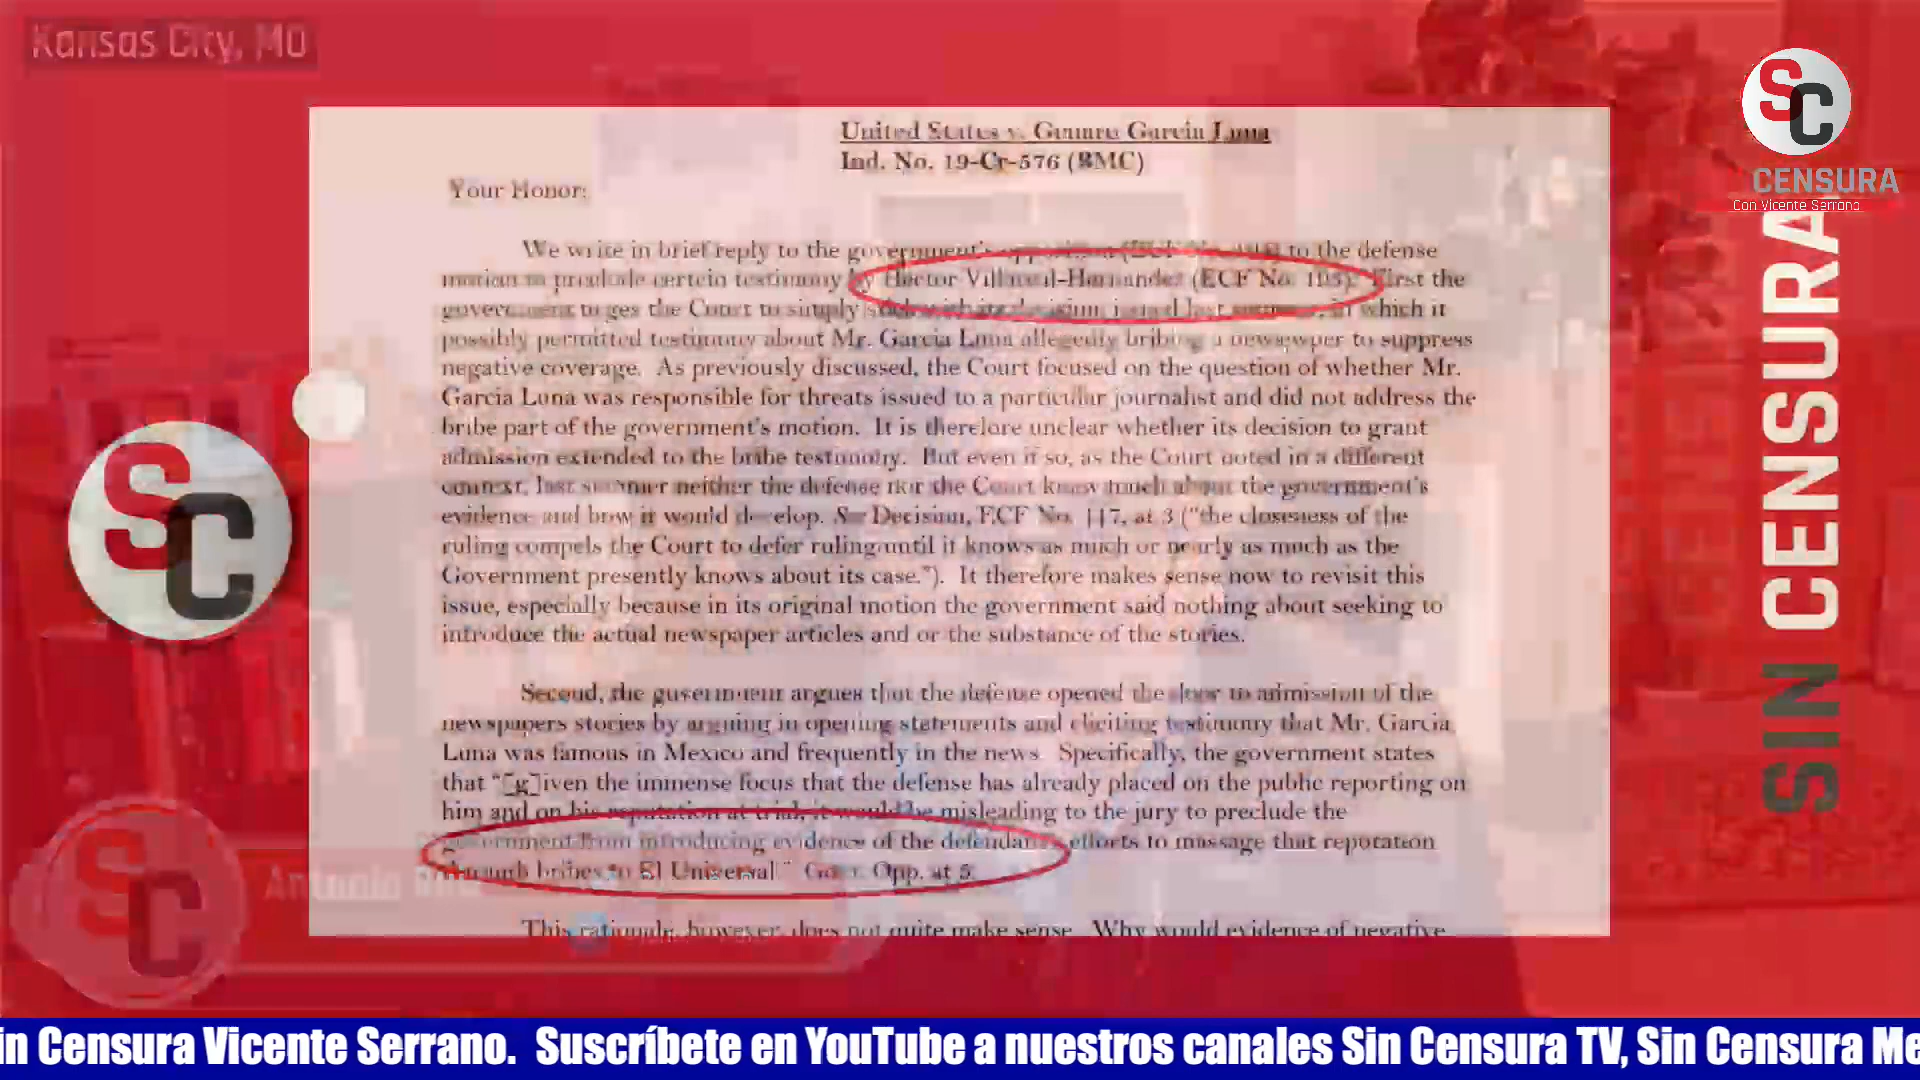 Kansas City, MO
SC
CENSURA
Con Vicente Serrano
United States v. Genaro Garcia Luna
Ind. No. 19-Cr-576 (BMC)
Your Honor:
We write in brief reply to the government's opposition to the defense
motion to preclude certain testimony by Hector Villarreal-Hernandez (ECF No. First the
government urges the Court to simply stick with its decision, issued last summer, in which it
possibly permitted testimony about Mr. Garcia Luna allegedly bribing a newspaper to suppress
negative coverage. As previously discussed, the Court focused on the question of whether Mr.
Garcia Luna was responsible for threats issued to a particular journalist and did not address the
bribe part of the government's motion. It is therefore unclear whether its decision to grant
admission extended to the bribe testimony. But even if so, as the Court noted in a different
context, last summer neither the defense nor the Court knew much about the government's
evidence and how it would develop. See Decision, ECF No. 117, at 3 ("the closeness of the
ruling compels the Court to defer ruling until it knows as much or nearly as much as the
Government presently knows about its case."). It therefore makes sense now to revisit this
issue, especially because in its original motion the government said nothing about seeking to
introduce the actual newspaper articles and or the substance of the stories.
Second, the government argues that the defense opened the door to admission of the
newspapers stories by arguing in opening statements and eliciting testimony that Mr. Garcia
Luna was famous in Mexico and frequently in the news. Specifically, the government states
that "[g]iven the immense focus that the defense has already placed on the public reporting on
him and on his reputation at trial, it would be misleading to the jury to preclude the
government from introducing evidence of the defendant's efforts to massage that reputation
through bribes to El Universal." Gov. Opp. at 5.
This rationale, however, does not quite make sense. Why would evidence of negative
SC
SC
Antonio
SIN CENSURA
in Censura Vicente Serrano. Suscríbete en YouTube a nuestros canales Sin Censura TV, Sin Censura Me